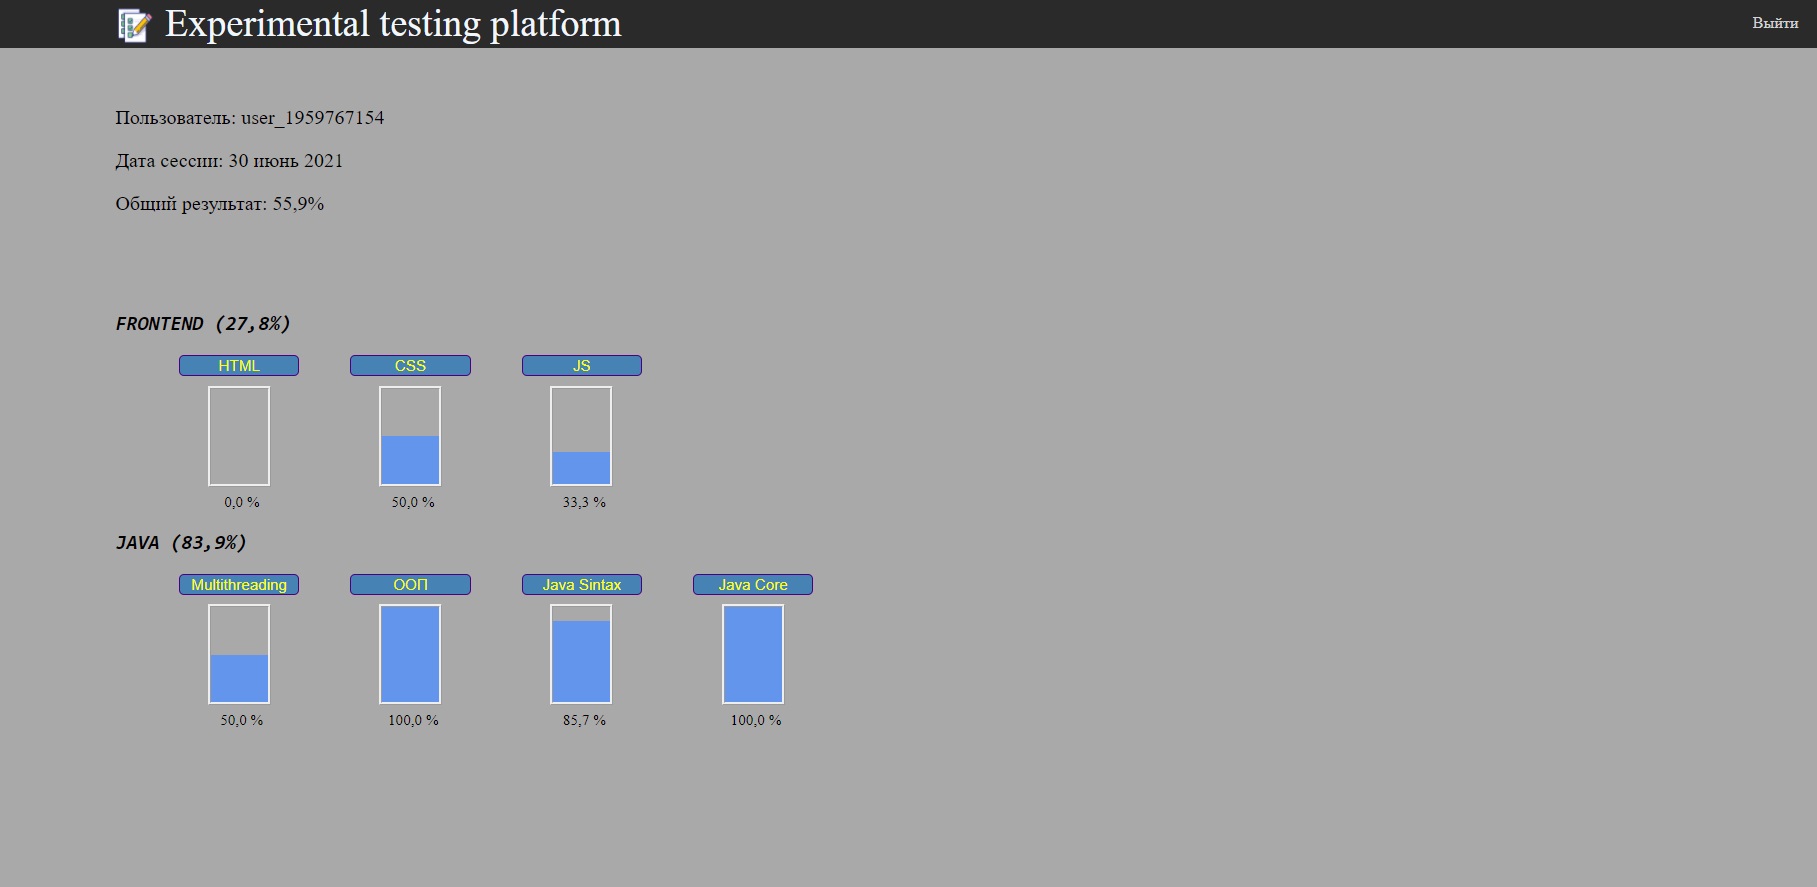 Experimental testing platform
Выйти
Пользователь: user_1959767154
Дата сессии: 30 июнь 2021
Общий результат: 55,9%
FRONTEND (27,8%)
HTML CSS JS
0,0 % 50,0 % 33,3 %
JAVA (83,9%)
Multithreading ООП Java Sintax Java Core
50,0 % 100,0 % 85,7 % 100,0 %